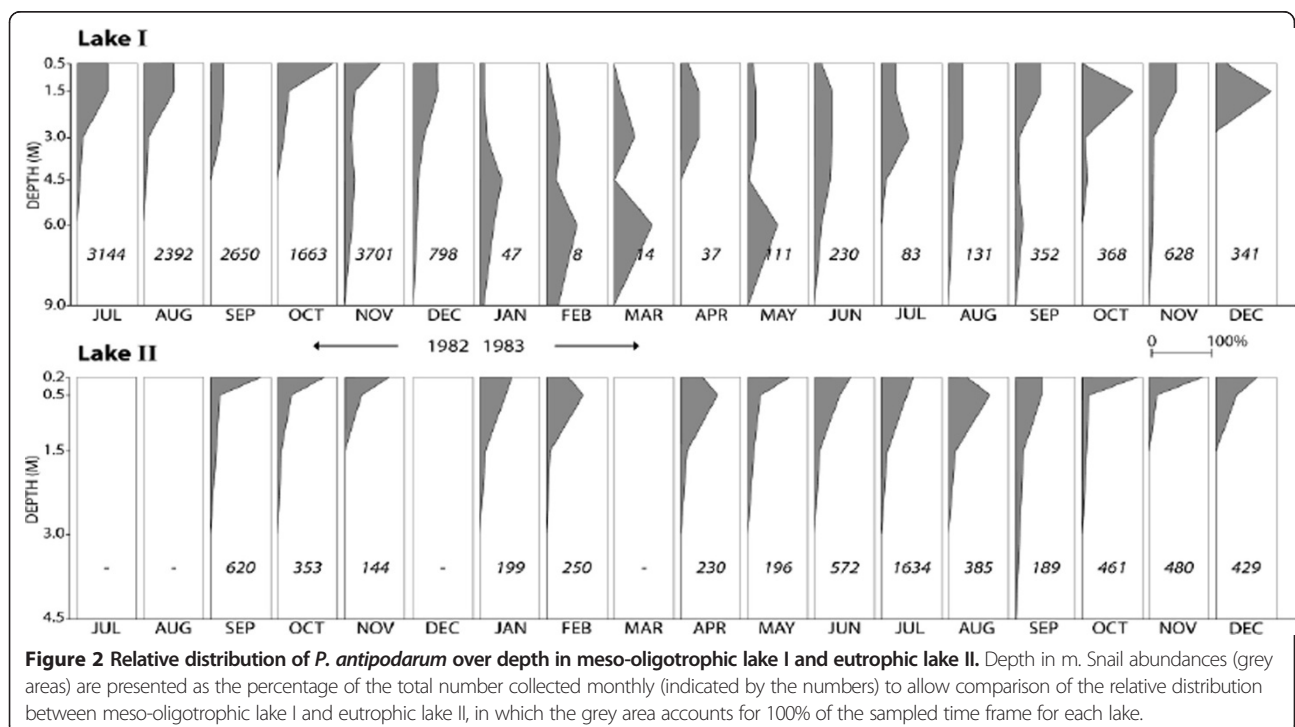 Lake I
0.5
1.5
3.0
4.5
6.0
9.0
DEPTH (M)
3144 2392 2650 1663 3701 798 47 8 14 37 111 230 83 131 352 368 628 341
JUL AUG SEP OCT NOV DEC JAN FEB MAR APR MAY JUN JUL AUG SEP OCT NOV DEC
1982 1983
0 100%
Lake II
0.2
0.5
1.5
3.0
4.5
DEPTH (M)
- - 620 353 144 - 199 250 - 230 196 572 1634 385 189 461 480 429
JUL AUG SEP OCT NOV DEC JAN FEB MAR APR MAY JUN JUL AUG SEP OCT NOV DEC
Figure 2 Relative distribution of P. antipodarum over depth in meso-oligotrophic lake I and eutrophic lake II. Depth in m. Snail abundances (grey
areas) are presented as the percentage of the total number collected monthly (indicated by the numbers) to allow comparison of the relative distribution
between meso-oligotrophic lake I and eutrophic lake II, in which the grey area accounts for 100% of the sampled time frame for each lake.